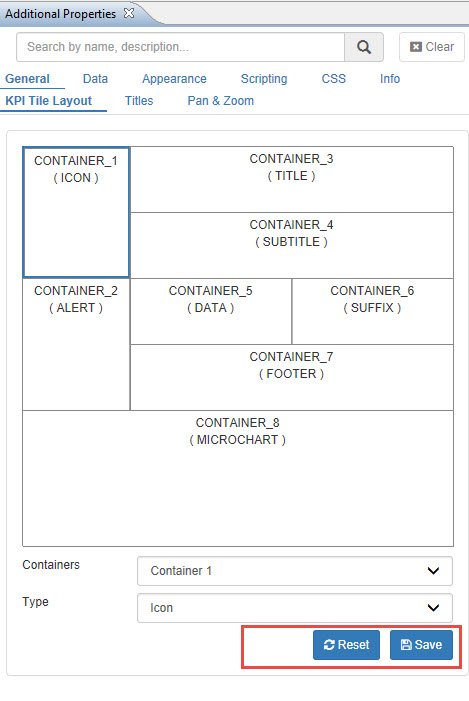 Additional Properties
Search by name, description...
Clear
General Data Appearance Scripting CSS Info
KPI Tile Layout Titles Pan & Zoom
CONTAINER_1
( ICON )
CONTAINER_3
( TITLE )
CONTAINER_4
( SUBTITLE )
CONTAINER_2
( ALERT )
CONTAINER_5
( DATA )
CONTAINER_6
( SUFFIX )
CONTAINER_7
( FOOTER )
CONTAINER_8
( MICROCHART )
Containers Container 1
Type Icon
Reset Save